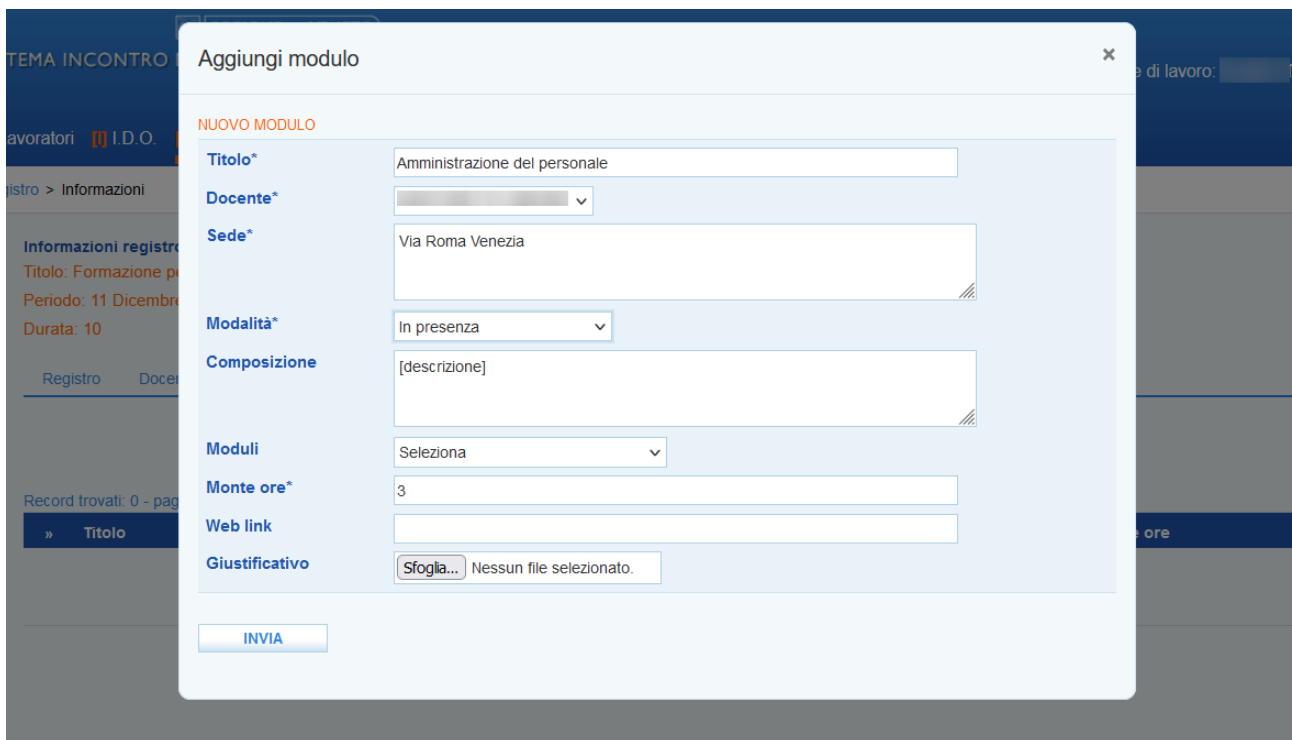 TEMA INCONTRO
e di lavoro:
avoratori [I] I.D.O.
gistro > Informazioni
Informazioni registro
Titolo: Formazione pe
Periodo: 11 Dicembre
Durata: 10
Registro Docen
Record trovati: 0 - pag
» Titolo
ore
Aggiungi modulo ×
NUOVO MODULO
Titolo* Amministrazione del personale
Docente*
Sede* Via Roma Venezia
Modalità* In presenza
Composizione [descrizione]
Moduli Seleziona
Monte ore* 3
Web link
Giustificativo Sfoglia... Nessun file selezionato.
INVIA